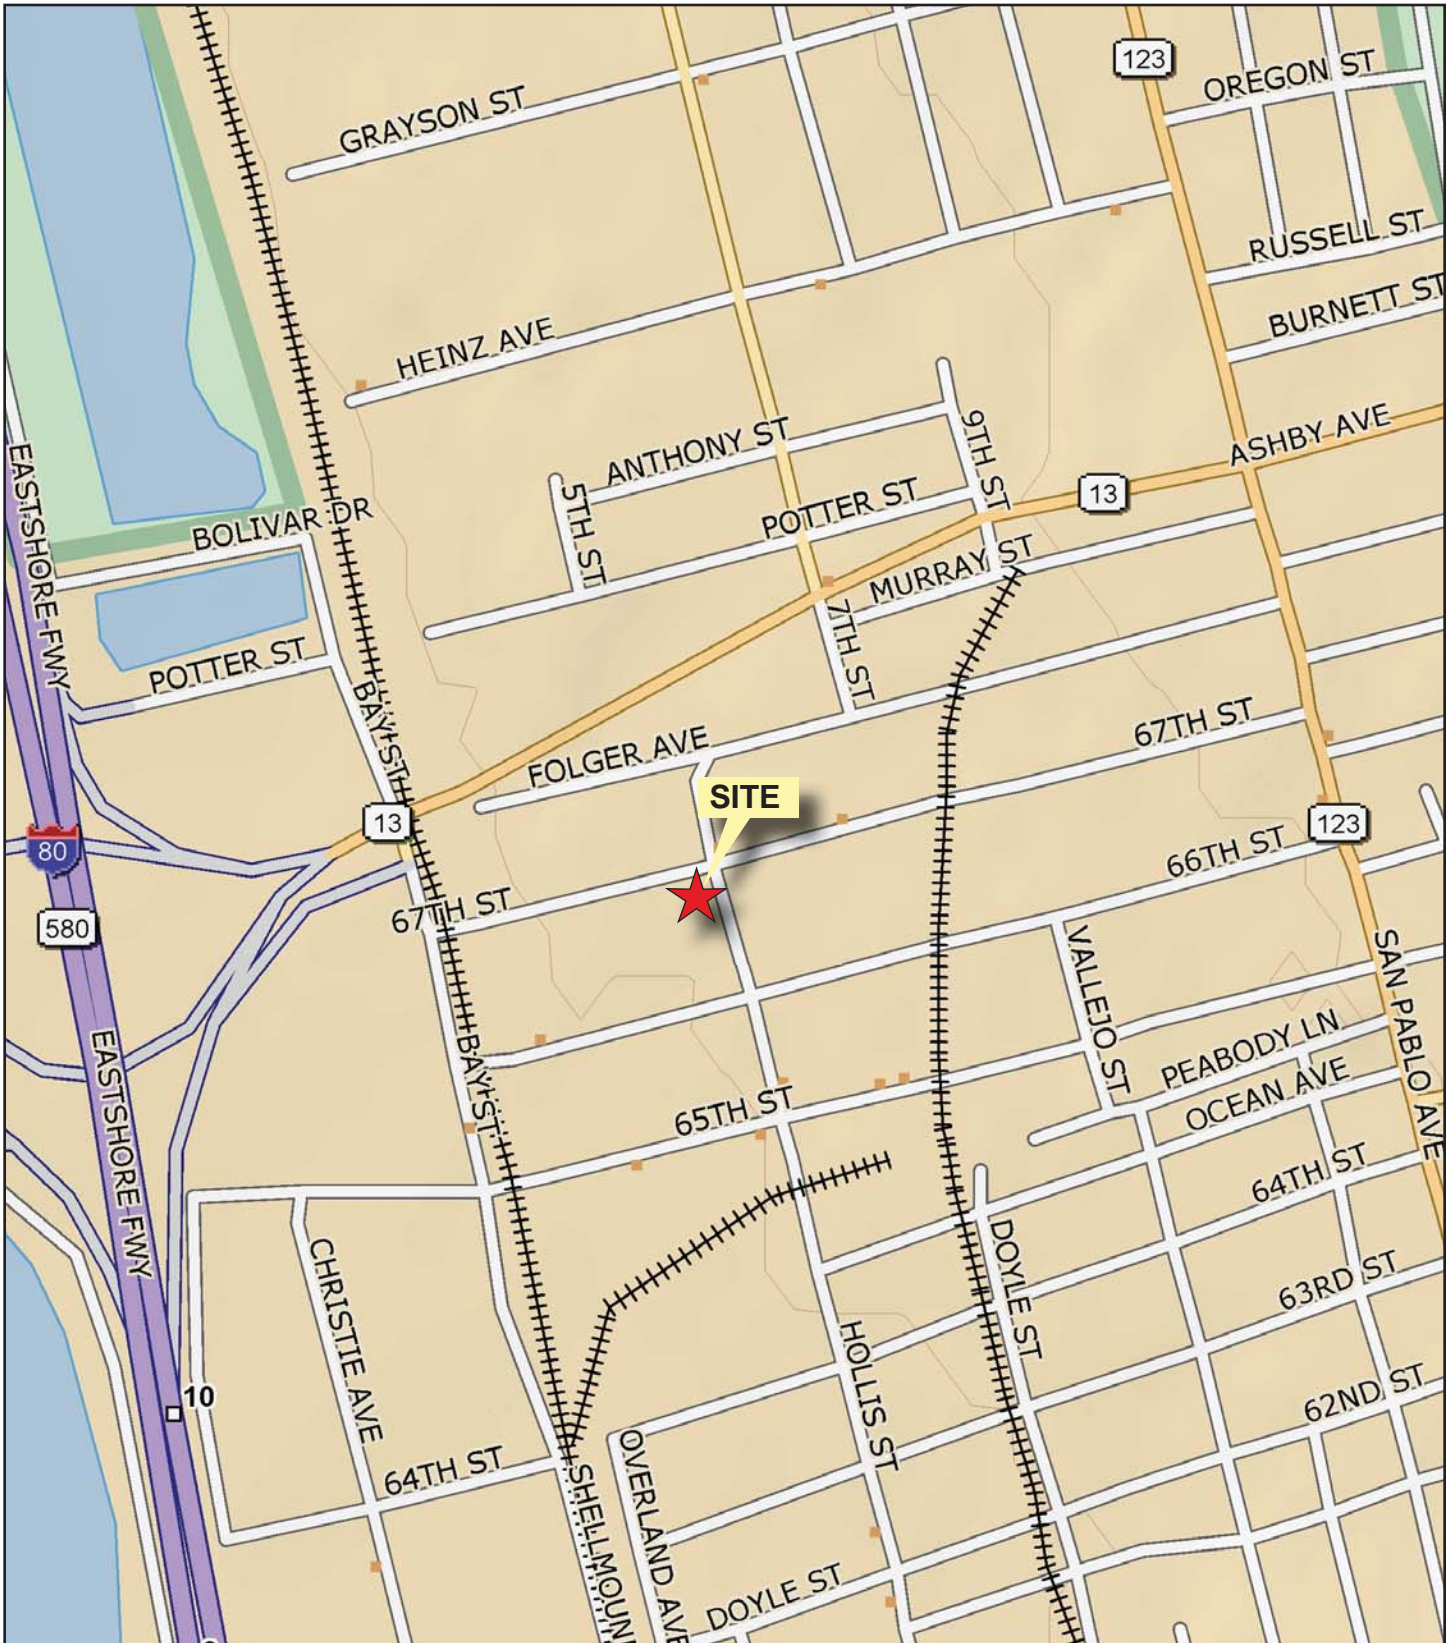 123
OREGON ST
GRAYSON ST
RUSSELL ST
BURNETT ST
HEINZ AVE
ASHBY AVE
ANTHONY ST
9TH ST
13
5TH ST
POTTER ST
EASTSHORE FWY
BOLIVAR DR
MURRAY ST
7TH ST
POTTER ST
BAY ST
FOLGER AVE
67TH ST
SITE
13
123
80
66TH ST
67TH ST
580
VALLEJO ST
SAN PABLO AVE
PEABODY LN
BAY ST
EASTSHORE FWY
65TH ST
OCEAN AVE
64TH ST
CHRISTIE AVE
DOYLE ST
63RD ST
HOLLIS ST
10
62ND ST
64TH ST
OVERLAND AVE
SHELLMOUN
DOYLE ST